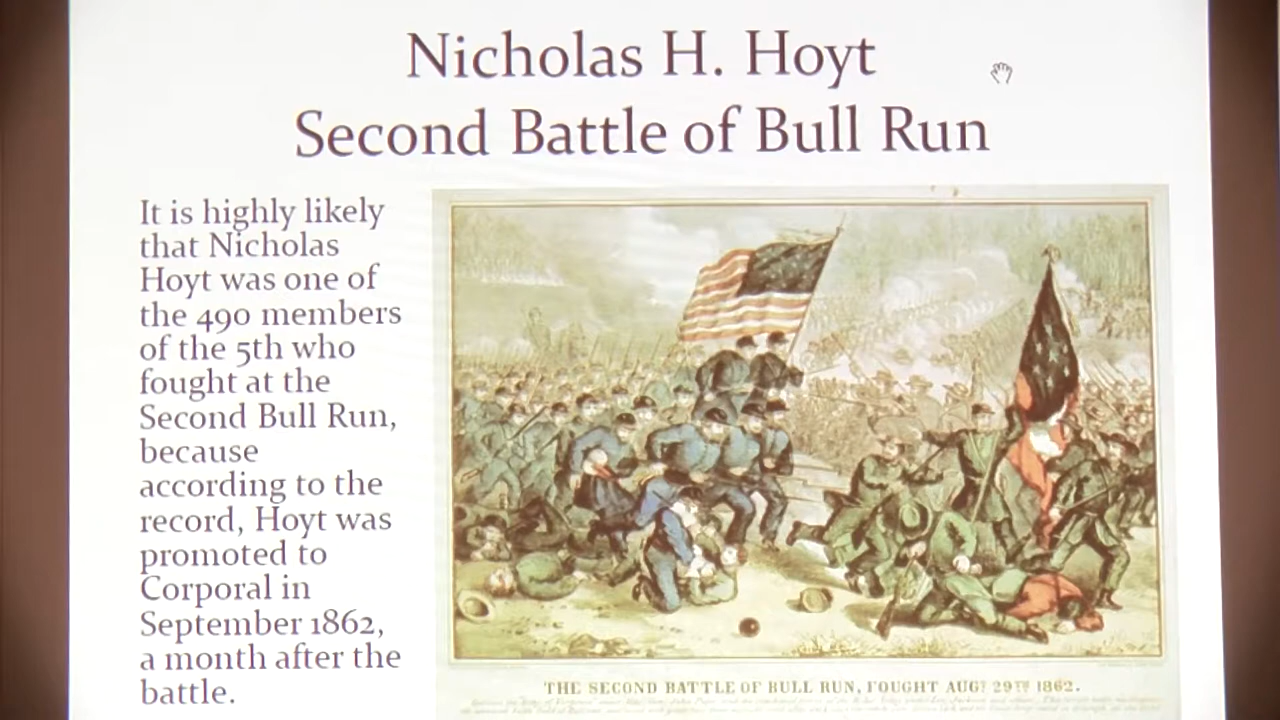 Nicholas H. Hoyt
Second Battle of Bull Run
It is highly likely
that Nicholas
Hoyt was one of
the 490 members
of the 5th who
fought at the
Second Bull Run,
because
according to the
record, Hoyt was
promoted to
Corporal in
September 1862,
a month after the
battle.
THE SECOND BATTLE OF BULL RUN, FOUGHT AUGT 29TH 1862.